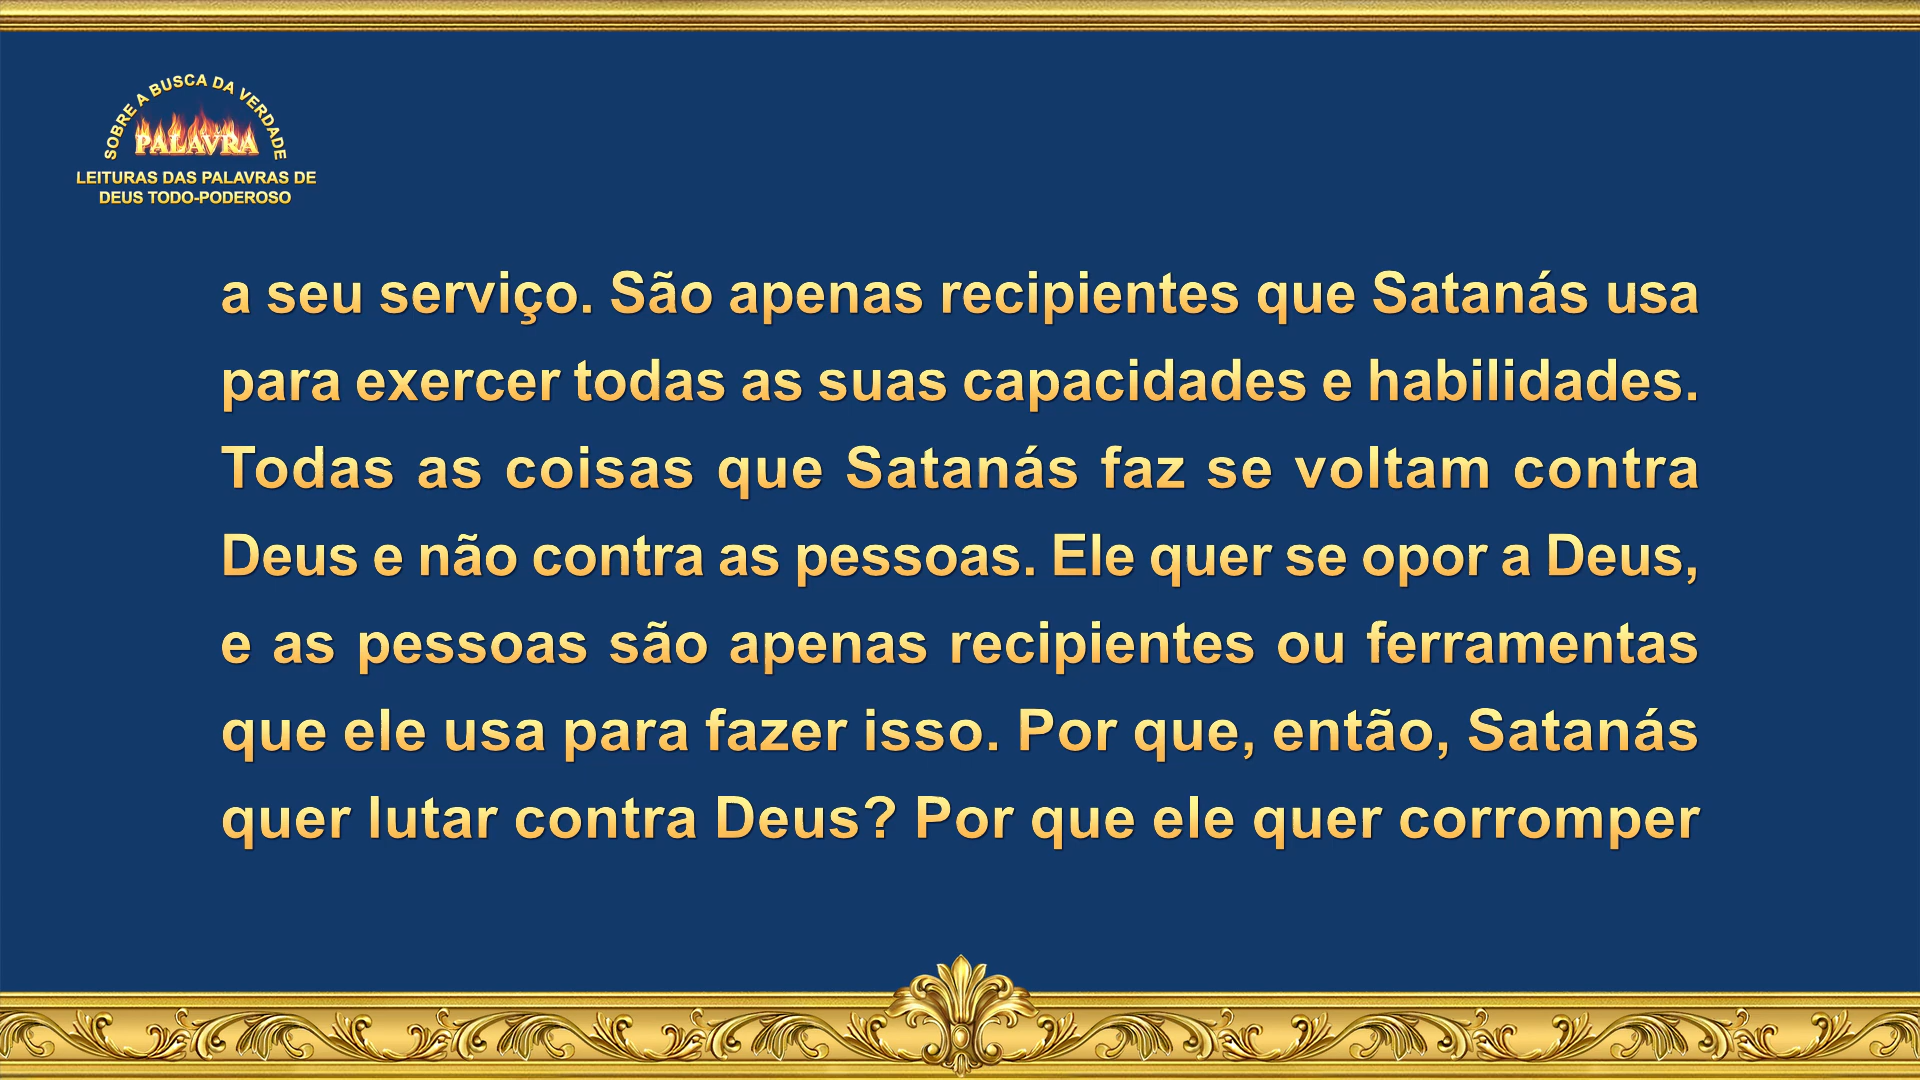 SOBRE A BUSCA DA VERDADE
PALAVRA
LEITURAS DAS PALAVRAS DE
DEUS TODO-PODEROSO
a seu serviço. São apenas recipientes que Satanás usa
para exercer todas as suas capacidades e habilidades.
Todas as coisas que Satanás faz se voltam contra
Deus e não contra as pessoas. Ele quer se opor a Deus,
e as pessoas são apenas recipientes ou ferramentas
que ele usa para fazer isso. Por que, então, Satanás
quer lutar contra Deus? Por que ele quer corromper